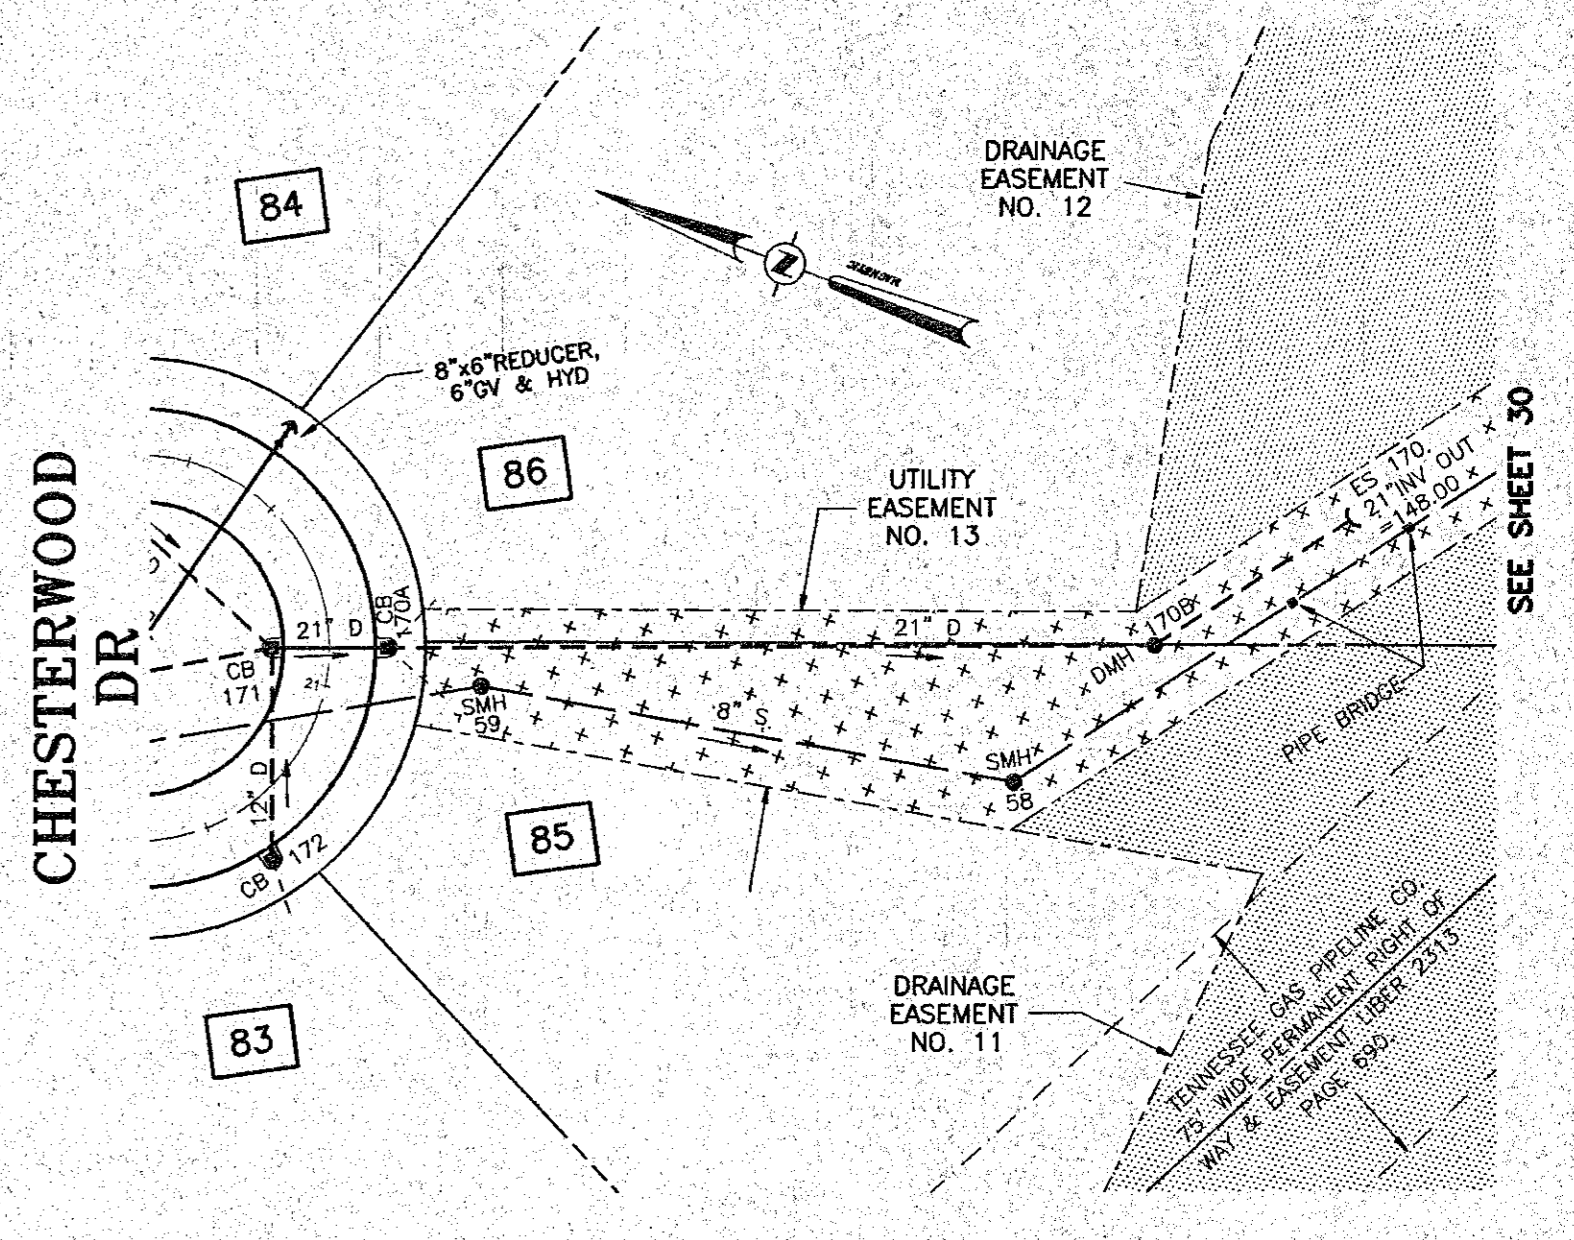 DRAINAGE
EASEMENT
NO. 12
84
MAGNETIC
8"x6"REDUCER,
6"GV & HYD
86
CHESTERWOOD
DR
UTILITY
EASEMENT
NO. 13
ES 170
21"INV OUT
=148.00
SEE SHEET 30
CB
170A
21" D
21" D
170B
DMH
CB
171
21
SMH
59
8" S
SMH
58
PIPE BRIDGE
12" D
CB 172
85
83
DRAINAGE
EASEMENT
NO. 11
TENNESSEE GAS PIPELINE CO.
75' WIDE PERMANENT RIGHT OF
WAY & EASEMENT LIBER 2313
PAGE 690.